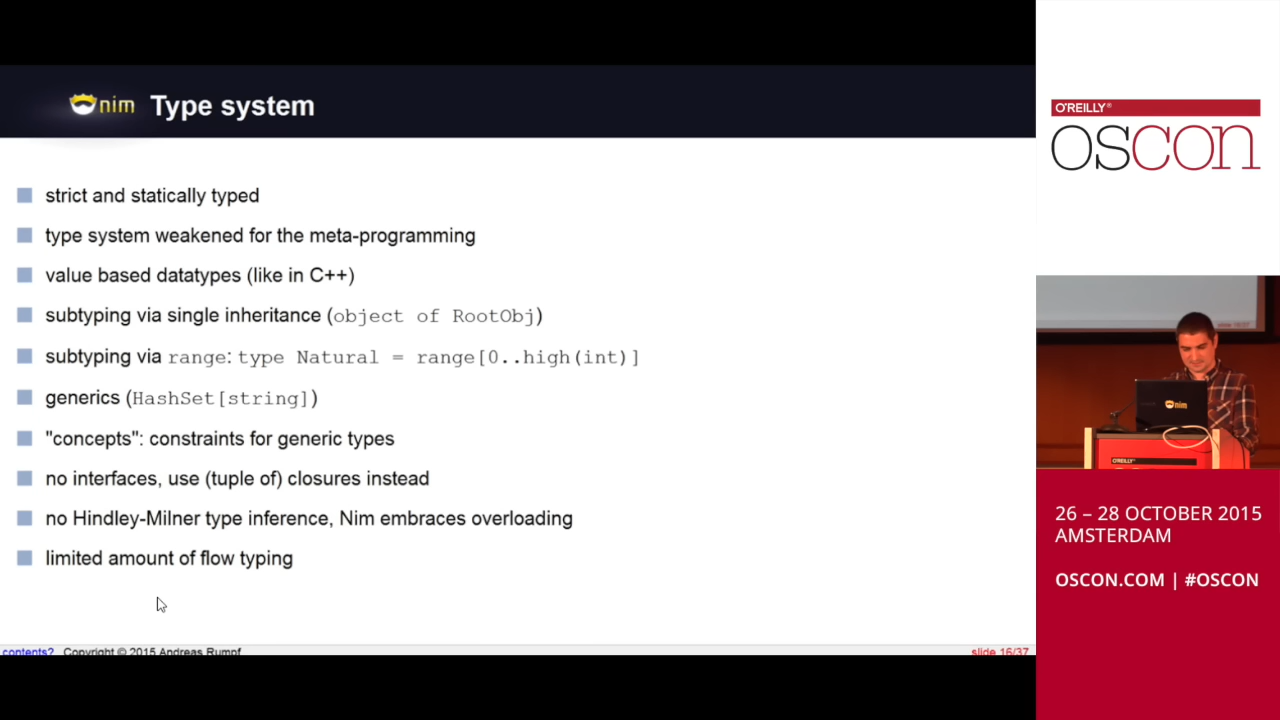 nim Type system
strict and statically typed
type system weakened for the meta-programming
value based datatypes (like in C++)
subtyping via single inheritance (object of RootObj)
subtyping via range: type Natural = range[0..high(int)]
generics (HashSet[string])
"concepts": constraints for generic types
no interfaces, use (tuple of) closures instead
no Hindley-Milner type inference, Nim embraces overloading
limited amount of flow typing
contents? Copyright © 2015 Andreas Rumpf
slide 16/37
O'REILLY®
OSCON
nim
O'REILLY
26 – 28 OCTOBER 2015
AMSTERDAM
OSCON.COM | #OSCON